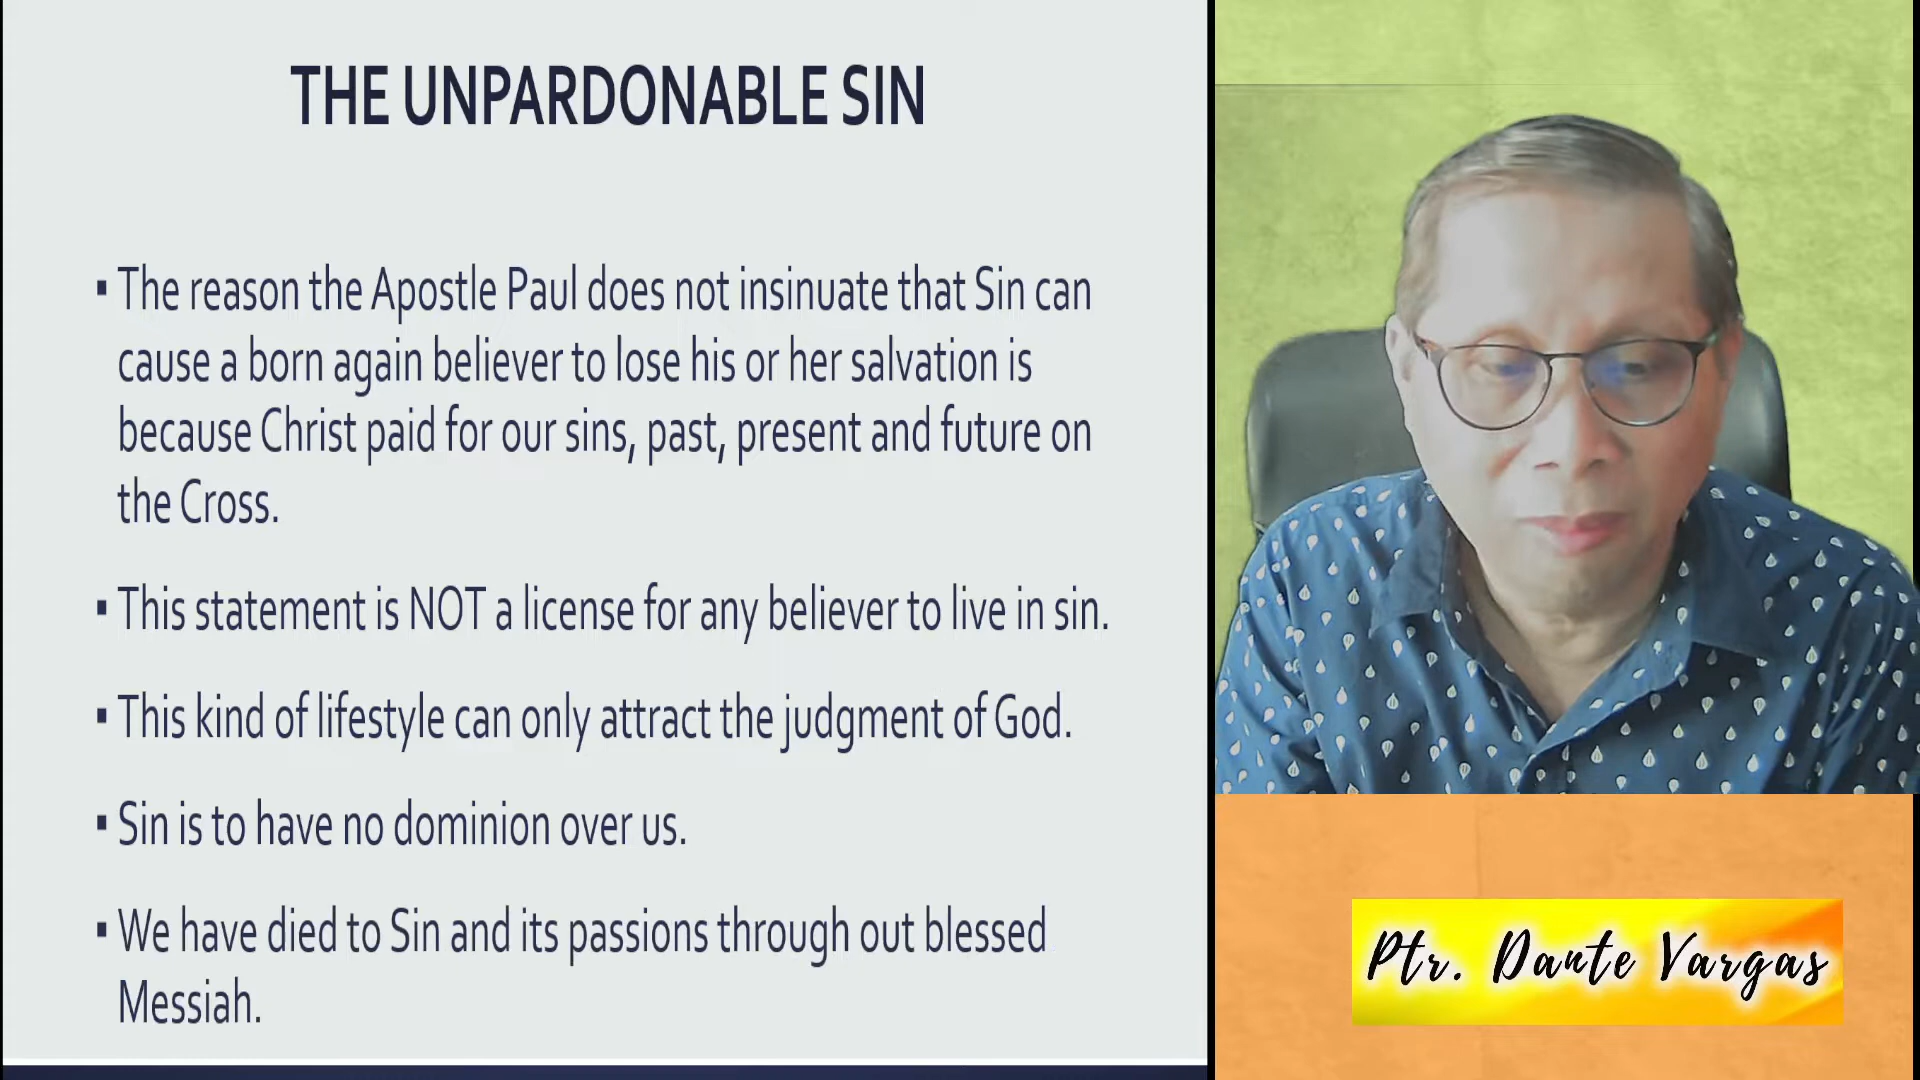 THE UNPARDONABLE SIN
▪ The reason the Apostle Paul does not insinuate that Sin can
cause a born again believer to lose his or her salvation is
because Christ paid for our sins, past, present and future on
the Cross.
▪ This statement is NOT a license for any believer to live in sin.
▪ This kind of lifestyle can only attract the judgment of God.
▪ Sin is to have no dominion over us.
▪ We have died to Sin and its passions through out blessed
Messiah.
Ptr. Dante Vargas